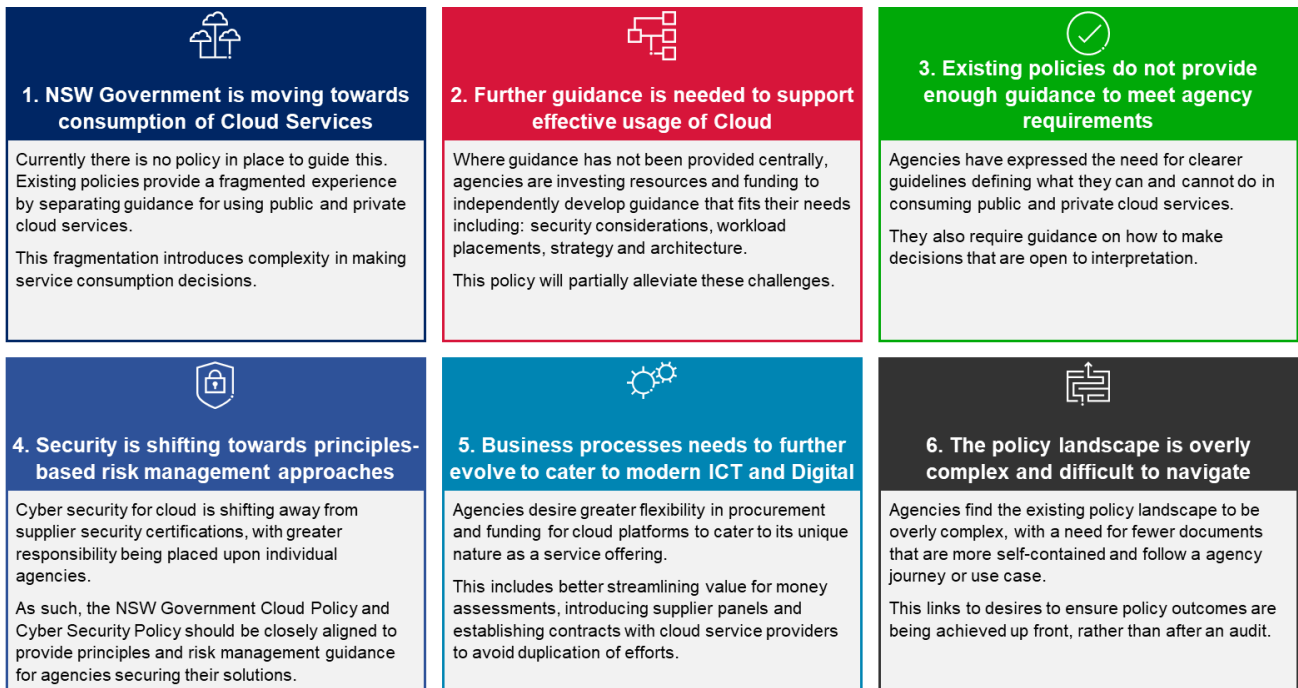 1. NSW Government is moving towards
consumption of Cloud Services
Currently there is no policy in place to guide this.
Existing policies provide a fragmented experience
by separating guidance for using public and private
cloud services.
This fragmentation introduces complexity in making
service consumption decisions.
2. Further guidance is needed to support
effective usage of Cloud
Where guidance has not been provided centrally,
agencies are investing resources and funding to
independently develop guidance that fits their needs
including: security considerations, workload
placements, strategy and architecture.
This policy will partially alleviate these challenges.
3. Existing policies do not provide
enough guidance to meet agency
requirements
Agencies have expressed the need for clearer
guidelines defining what they can and cannot do in
consuming public and private cloud services.
They also require guidance on how to make
decisions that are open to interpretation.
4. Security is shifting towards principles-
based risk management approaches
Cyber security for cloud is shifting away from
supplier security certifications, with greater
responsibility being placed upon individual
agencies.
As such, the NSW Government Cloud Policy and
Cyber Security Policy should be closely aligned to
provide principles and risk management guidance
for agencies securing their solutions.
5. Business processes needs to further
evolve to cater to modern ICT and Digital
Agencies desire greater flexibility in procurement
and funding for cloud platforms to cater to its unique
nature as a service offering.
This includes better streamlining value for money
assessments, introducing supplier panels and
establishing contracts with cloud service providers
to avoid duplication of efforts.
6. The policy landscape is overly
complex and difficult to navigate
Agencies find the existing policy landscape to be
overly complex, with a need for fewer documents
that are more self-contained and follow a agency
journey or use case.
This links to desires to ensure policy outcomes are
being achieved up front, rather than after an audit.